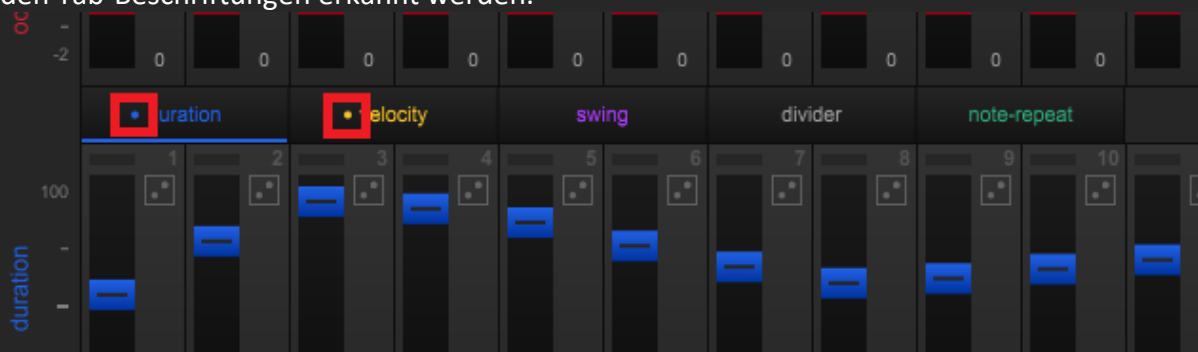 den Tab-Beschriftungen erkannt werden.
oc
-2 0 0 0 0 0 0 0 0 0 0
• uration • elocity swing divider note-repeat
1 2 3 4 5 6 7 8 9 10
100
duration